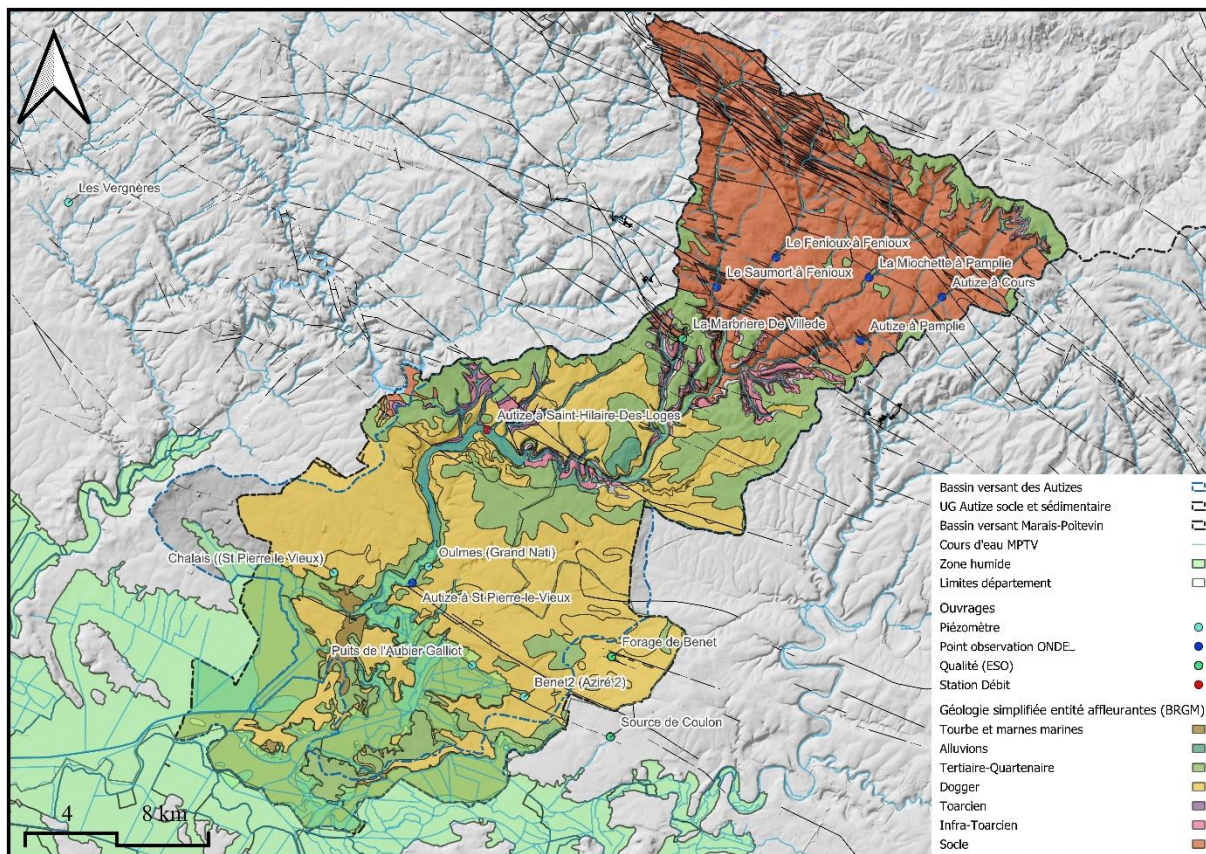 Les Vergnères
Le Fenioux à Fenioux
La Miochette à Pamplie
Le Saumort à Fenioux
Autize à Cours
La Marbriere De Villede
Autize à Pamplie
Autize à Saint-Hilaire-Des-Loges
Chalais ((St Pierre le Vieux)
Oulmes (Grand Nati)
Autize à St-Pierre-le-Vieux
Puits de l'Aubier-Galliot
Forage de Benet
Benet2 (Aziré 2)
Source de Coulon
4 8 km
Bassin versant des Autizes
UG Autize socle et sédimentaire
Bassin versant Marais-Poitevin
Cours d'eau MPTV
Zone humide
Limites département
Ouvrages
Piézomètre
Point observation ONDE
Qualité (ESO)
Station Débit
Géologie simplifiée entité affleurantes (BRGM)
Tourbe et marnes marines
Alluvions
Tertiaire-Quartenaire
Dogger
Toarcien
Infra-Toarcien
Socle